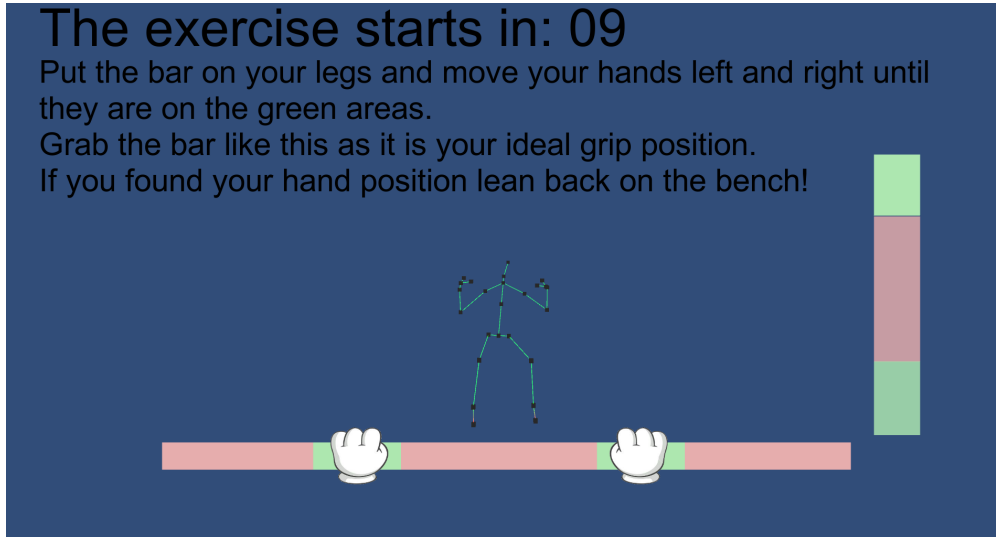 The exercise starts in: 09
Put the bar on your legs and move your hands left and right until
they are on the green areas.
Grab the bar like this as it is your ideal grip position.
If you found your hand position lean back on the bench!